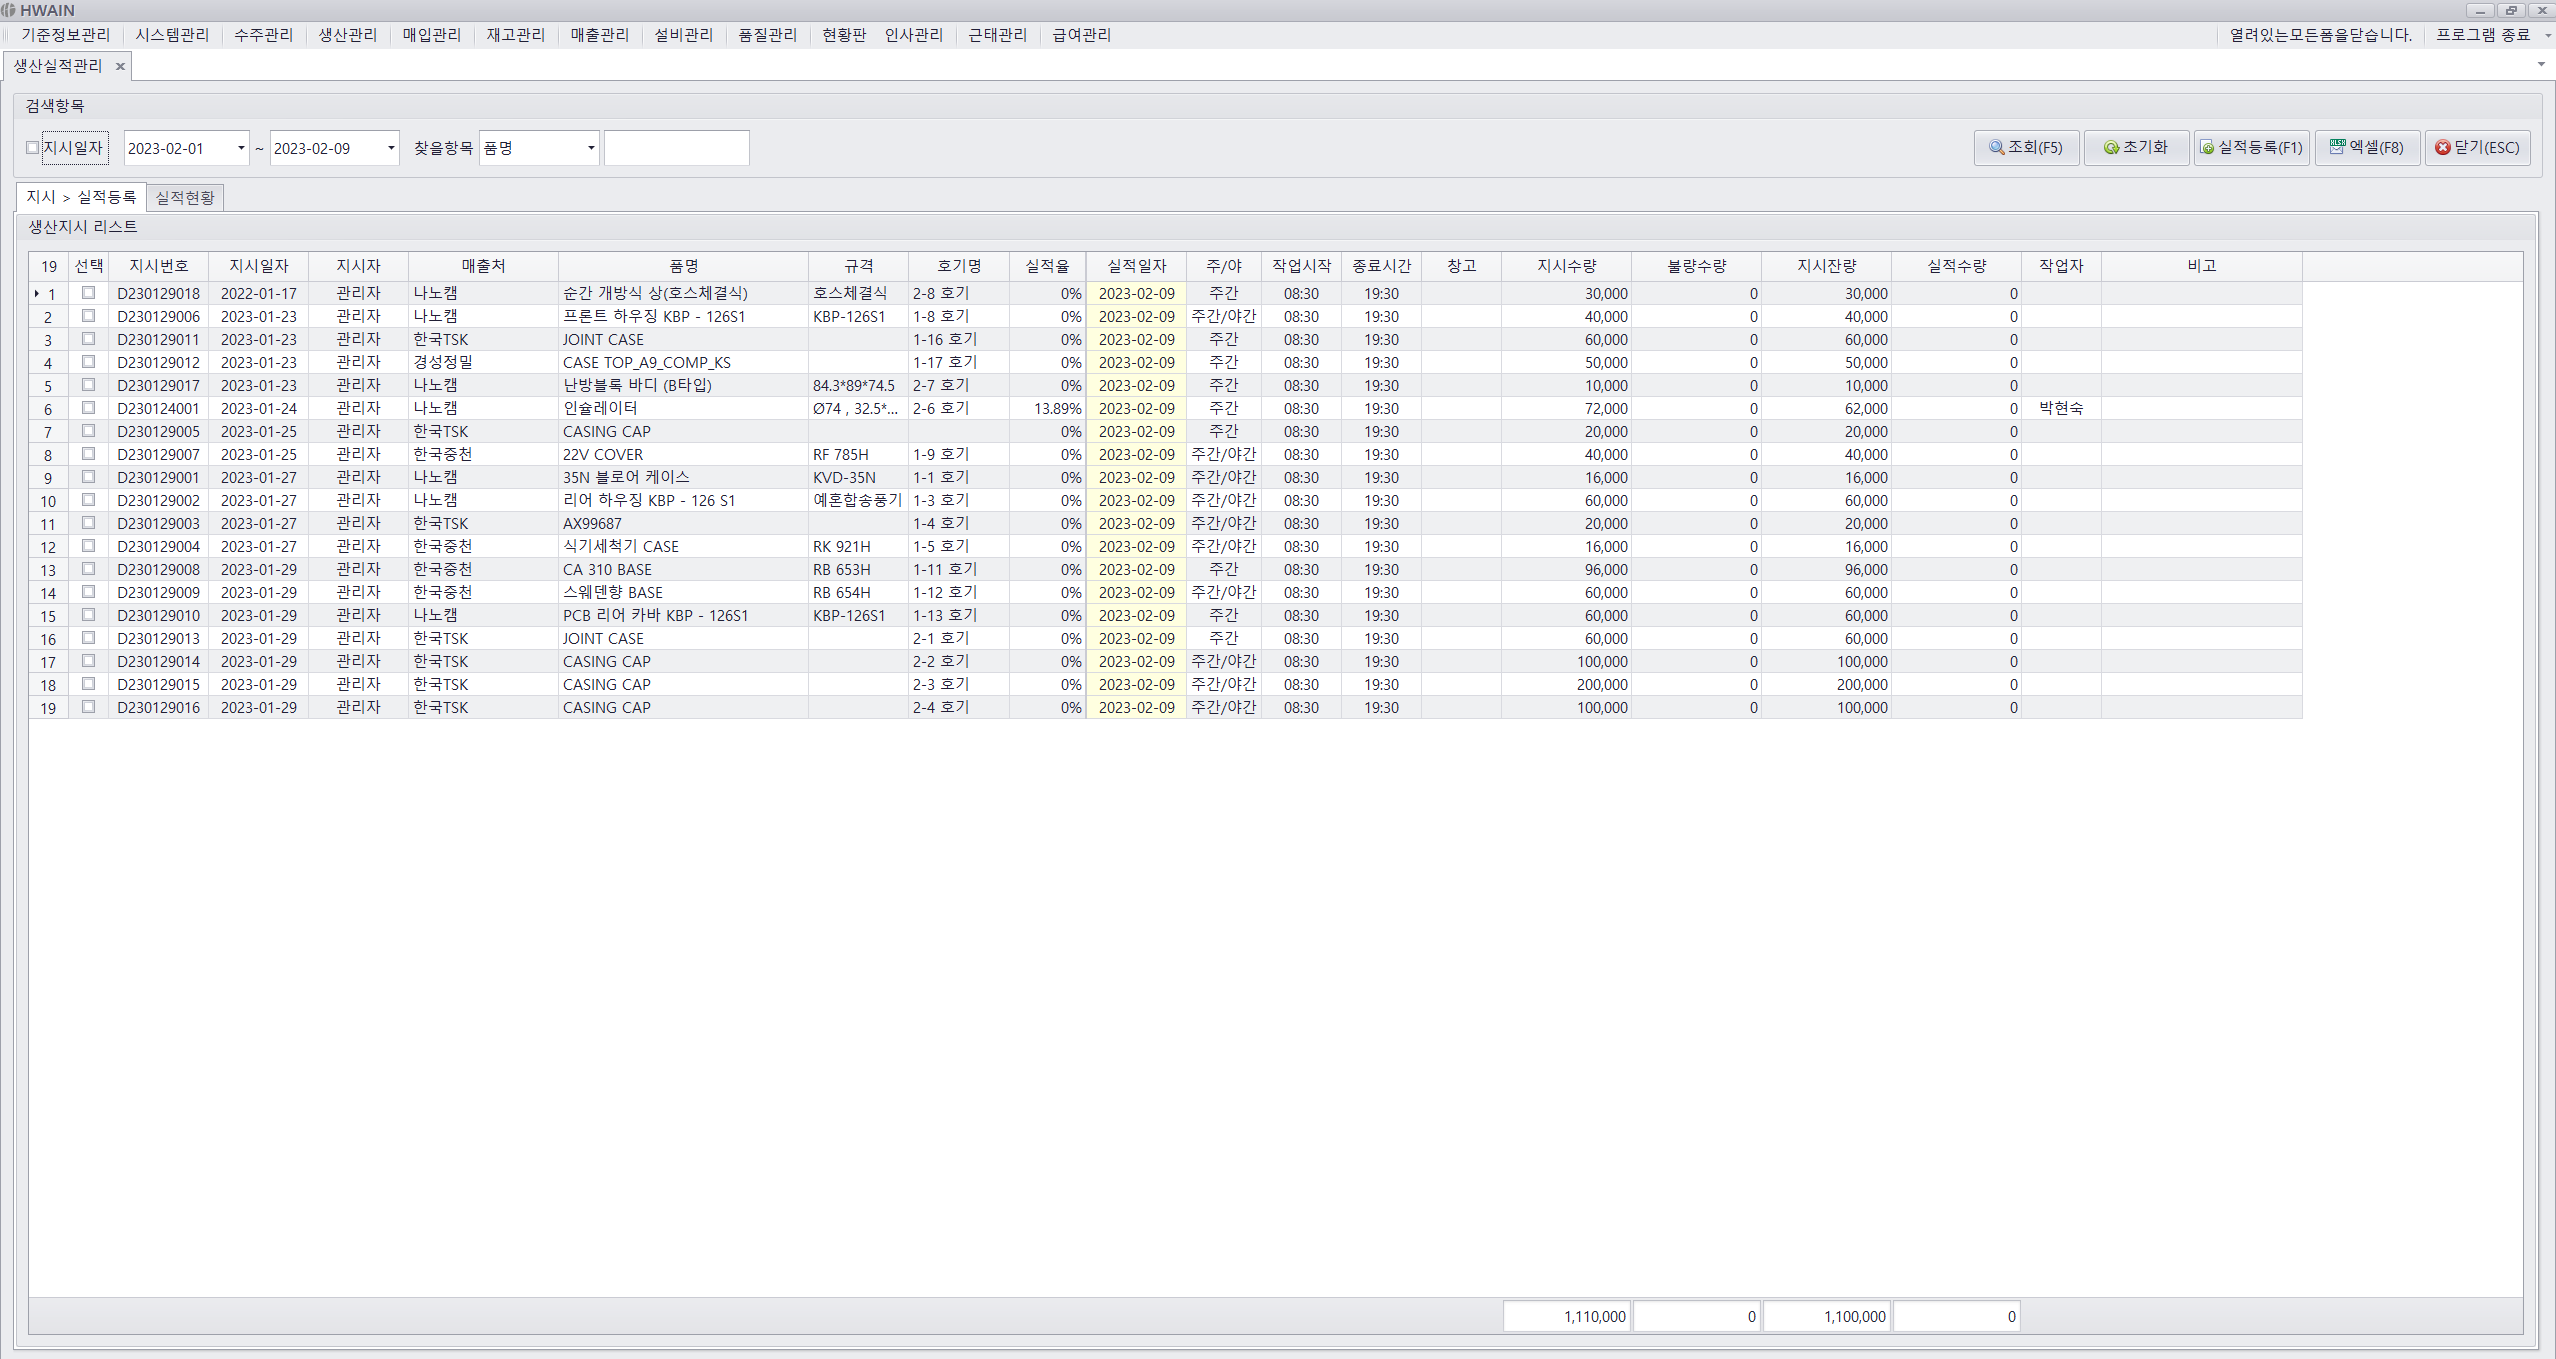 HWAIN
기준정보관리 시스템관리 수주관리 생산관리 매입관리 재고관리 매출관리 설비관리 품질관리 현황판 인사관리 근태관리 급여관리 열려있는모든폼을닫습니다. 프로그램 종료
생산실적관리
검색항목
지시일자 2023-02-01 ~ 2023-02-09 찾을항목 품명 조회(F5) 초기화 실적등록(F1) 엑셀(F8) 닫기(ESC)
지시 > 실적등록 실적현황
생산지시 리스트
19 선택 지시번호 지시일자 지시자 매출처 품명 규격 호기명 실적율 실적일자 주/야 작업시작 종료시간 창고 지시수량 불량수량 지시잔량 실적수량 작업자 비고
1 D230129018 2022-01-17 관리자 나노캠 순간 개방식 상(호스체결식) 호스체결식 2-8 호기 0% 2023-02-09 주간 08:30 19:30 30,000 0 30,000 0
2 D230129006 2023-01-23 관리자 나노캠 프론트 하우징 KBP - 126S1 KBP-126S1 1-8 호기 0% 2023-02-09 주간/야간 08:30 19:30 40,000 0 40,000 0
3 D230129011 2023-01-23 관리자 한국TSK JOINT CASE 1-16 호기 0% 2023-02-09 주간 08:30 19:30 60,000 0 60,000 0
4 D230129012 2023-01-23 관리자 경성정밀 CASE TOP_A9_COMP_KS 1-17 호기 0% 2023-02-09 주간 08:30 19:30 50,000 0 50,000 0
5 D230129017 2023-01-23 관리자 나노캠 난방블록 바디 (B타입) 84.3*89*74.5 2-7 호기 0% 2023-02-09 주간 08:30 19:30 10,000 0 10,000 0
6 D230124001 2023-01-24 관리자 나노캠 인슐레이터 Ø74 , 32.5*... 2-6 호기 13.89% 2023-02-09 주간 08:30 19:30 72,000 0 62,000 0 박현숙
7 D230129005 2023-01-25 관리자 한국TSK CASING CAP 0% 2023-02-09 주간 08:30 19:30 20,000 0 20,000 0
8 D230129007 2023-01-25 관리자 한국중천 22V COVER RF 785H 1-9 호기 0% 2023-02-09 주간/야간 08:30 19:30 40,000 0 40,000 0
9 D230129001 2023-01-27 관리자 나노캠 35N 블로어 케이스 KVD-35N 1-1 호기 0% 2023-02-09 주간/야간 08:30 19:30 16,000 0 16,000 0
10 D230129002 2023-01-27 관리자 나노캠 리어 하우징 KBP - 126 S1 예혼합송풍기 1-3 호기 0% 2023-02-09 주간/야간 08:30 19:30 60,000 0 60,000 0
11 D230129003 2023-01-27 관리자 한국TSK AX99687 1-4 호기 0% 2023-02-09 주간/야간 08:30 19:30 20,000 0 20,000 0
12 D230129004 2023-01-27 관리자 한국중천 식기세척기 CASE RK 921H 1-5 호기 0% 2023-02-09 주간/야간 08:30 19:30 16,000 0 16,000 0
13 D230129008 2023-01-29 관리자 한국중천 CA 310 BASE RB 653H 1-11 호기 0% 2023-02-09 주간 08:30 19:30 96,000 0 96,000 0
14 D230129009 2023-01-29 관리자 한국중천 스웨덴향 BASE RB 654H 1-12 호기 0% 2023-02-09 주간/야간 08:30 19:30 60,000 0 60,000 0
15 D230129010 2023-01-29 관리자 나노캠 PCB 리어 카바 KBP - 126S1 KBP-126S1 1-13 호기 0% 2023-02-09 주간 08:30 19:30 60,000 0 60,000 0
16 D230129013 2023-01-29 관리자 한국TSK JOINT CASE 2-1 호기 0% 2023-02-09 주간 08:30 19:30 60,000 0 60,000 0
17 D230129014 2023-01-29 관리자 한국TSK CASING CAP 2-2 호기 0% 2023-02-09 주간/야간 08:30 19:30 100,000 0 100,000 0
18 D230129015 2023-01-29 관리자 한국TSK CASING CAP 2-3 호기 0% 2023-02-09 주간/야간 08:30 19:30 200,000 0 200,000 0
19 D230129016 2023-01-29 관리자 한국TSK CASING CAP 2-4 호기 0% 2023-02-09 주간/야간 08:30 19:30 100,000 0 100,000 0
1,110,000 0 1,100,000 0